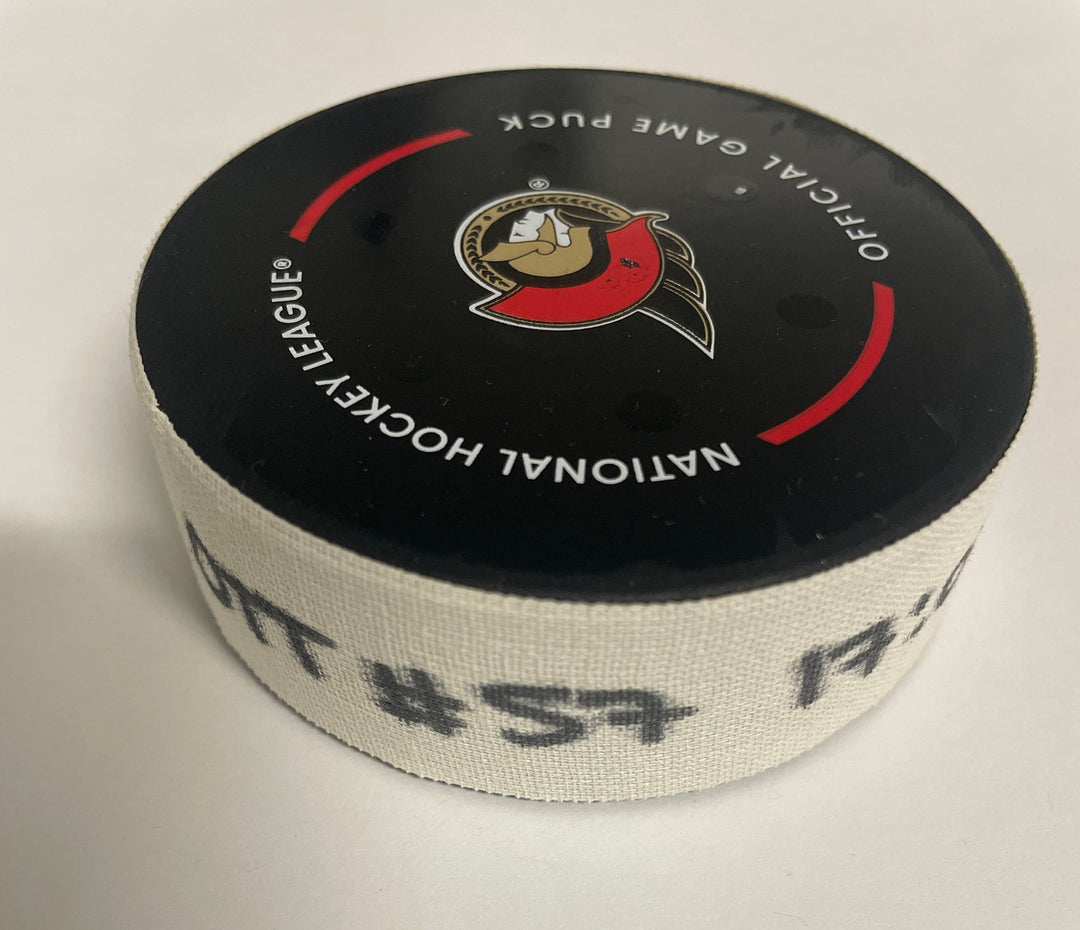 OFFICIAL GAME PUCK
NATIONAL HOCKEY LEAGUE®
®
OTT #57